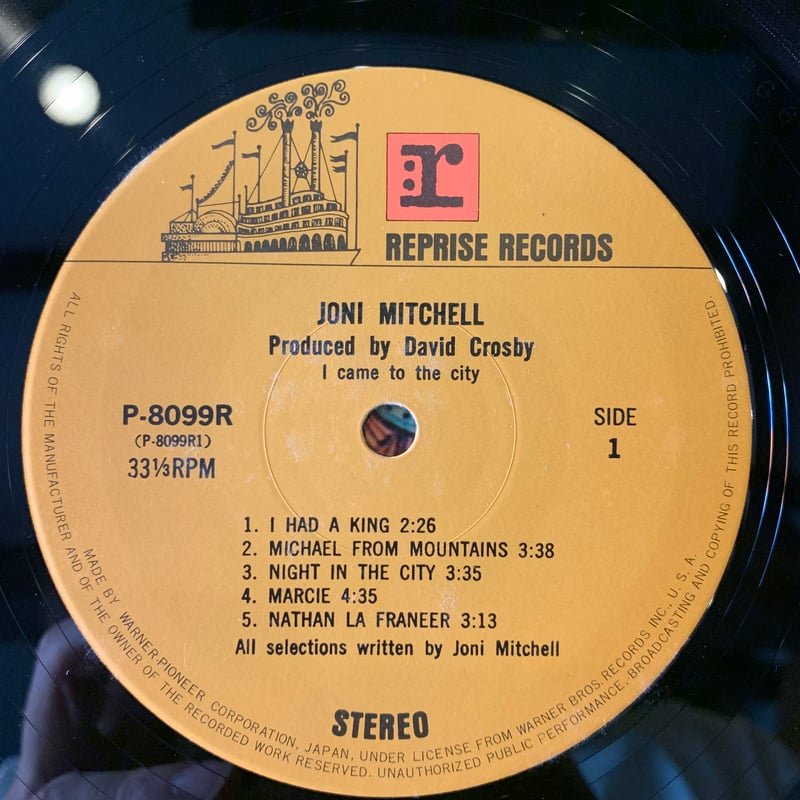 r
REPRISE RECORDS
JONI MITCHELL
Produced by David Crosby
I came to the city
P-8099R
(P-8099R1)
33⅓RPM
SIDE
1
1. I HAD A KING 2:26
2. MICHAEL FROM MOUNTAINS 3:38
3. NIGHT IN THE CITY 3:35
4. MARCIE 4:35
5. NATHAN LA FRANEER 3:13
All selections written by Joni Mitchell
STEREO
MADE BY WARNER-PIONEER CORPORATION, JAPAN, UNDER LICENSE FROM WARNER BROS. RECORDS INC., U. S. A.
ALL RIGHTS OF THE MANUFACTURER AND OF THE OWNER OF THE RECORDED WORK RESERVED. UNAUTHORIZED PUBLIC PERFORMANCE, BROADCASTING AND COPYING OF THIS RECORD PROHIBITED.